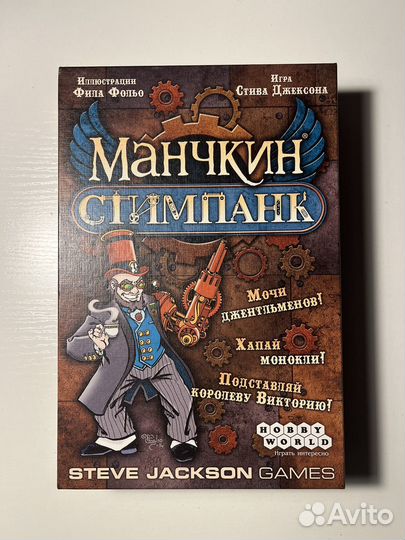 Иллюстрации
Фила Фольо
Игра
Стива Джексона
Манчкин
СТИМПАНК
Мочи
джентльменов!
Хапай
монокли!
Подставляй
королеву Викторию!
HOBBY
WORLD
Играть интересно
STEVE JACKSON GAMES
Avito